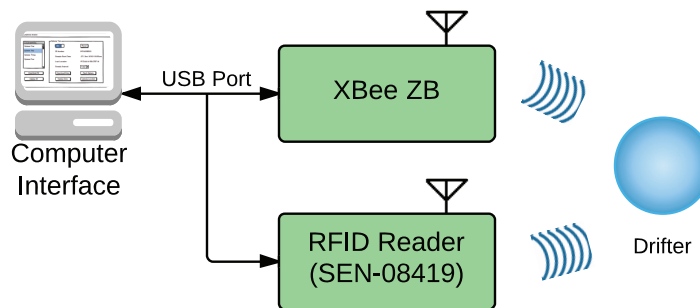 USB Port
XBee ZB
Computer
Interface
RFID Reader
(SEN-08419)
Drifter